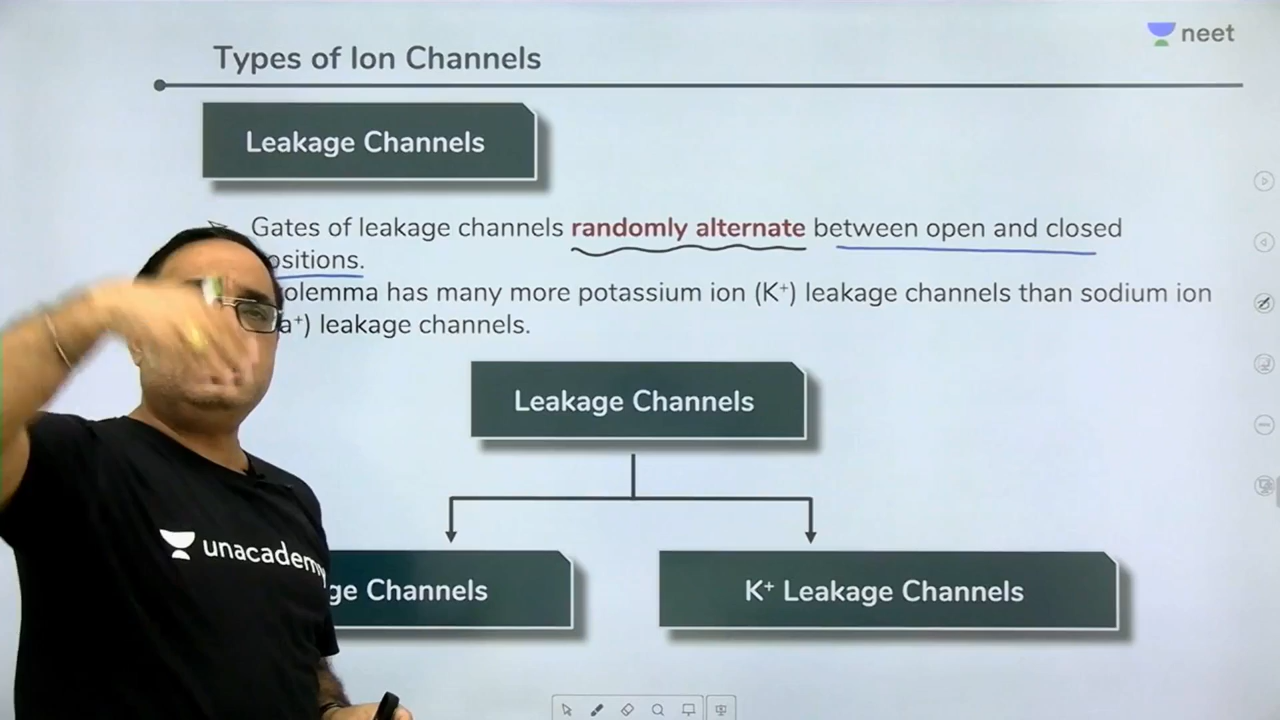 neet
Types of Ion Channels
Leakage Channels
Gates of leakage channels randomly alternate between open and closed
ositions.
olemma has many more potassium ion (K⁺) leakage channels than sodium ion
a⁺) leakage channels.
Leakage Channels
ge Channels
K⁺ Leakage Channels
unacademy